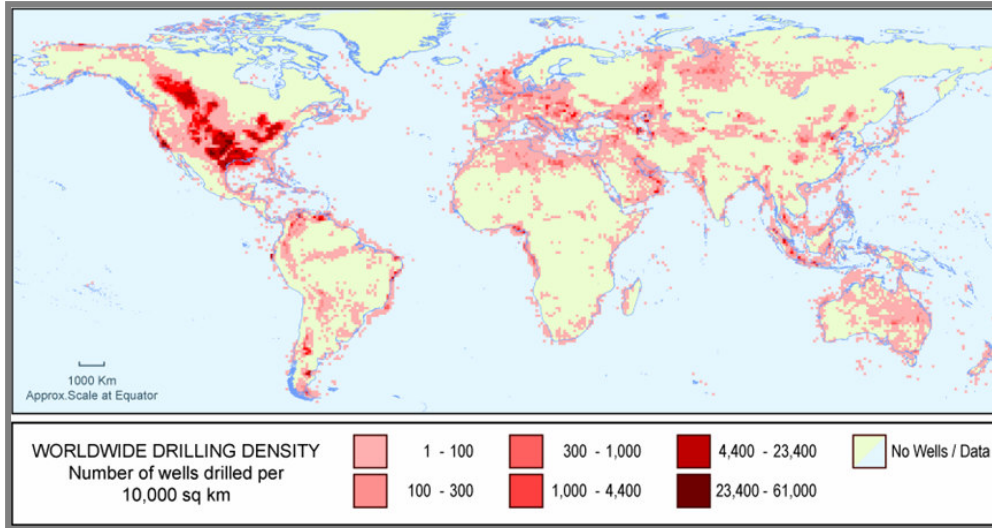 1000 Km
Approx.Scale at Equator
WORLDWIDE DRILLING DENSITY
Number of wells drilled per
10,000 sq km
1 - 100
100 - 300
300 - 1,000
1,000 - 4,400
4,400 - 23,400
23,400 - 61,000
No Wells / Data